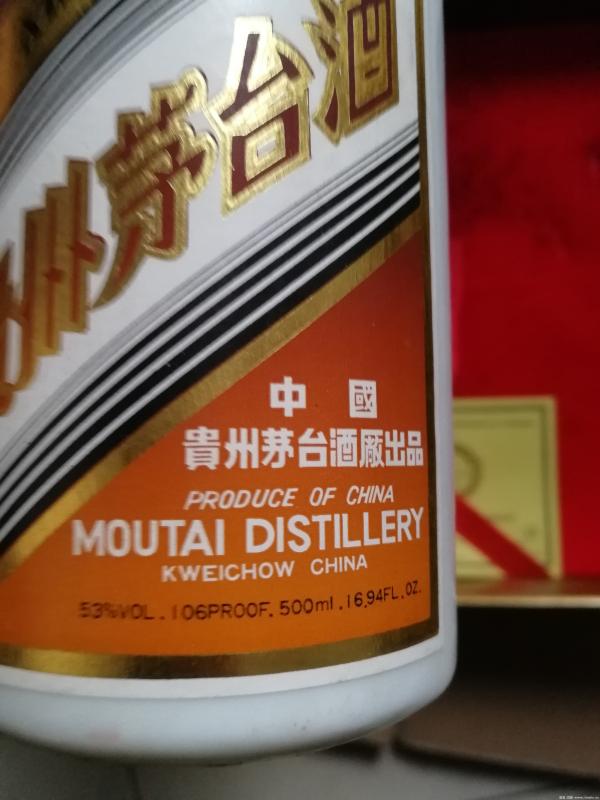 州茅台酒
中國
貴州茅台酒廠出品
PRODUCE OF CHINA
MOUTAI DISTILLERY
KWEICHOW CHINA
53%VOL.106PROOF.500ml.16.94FL.OZ.